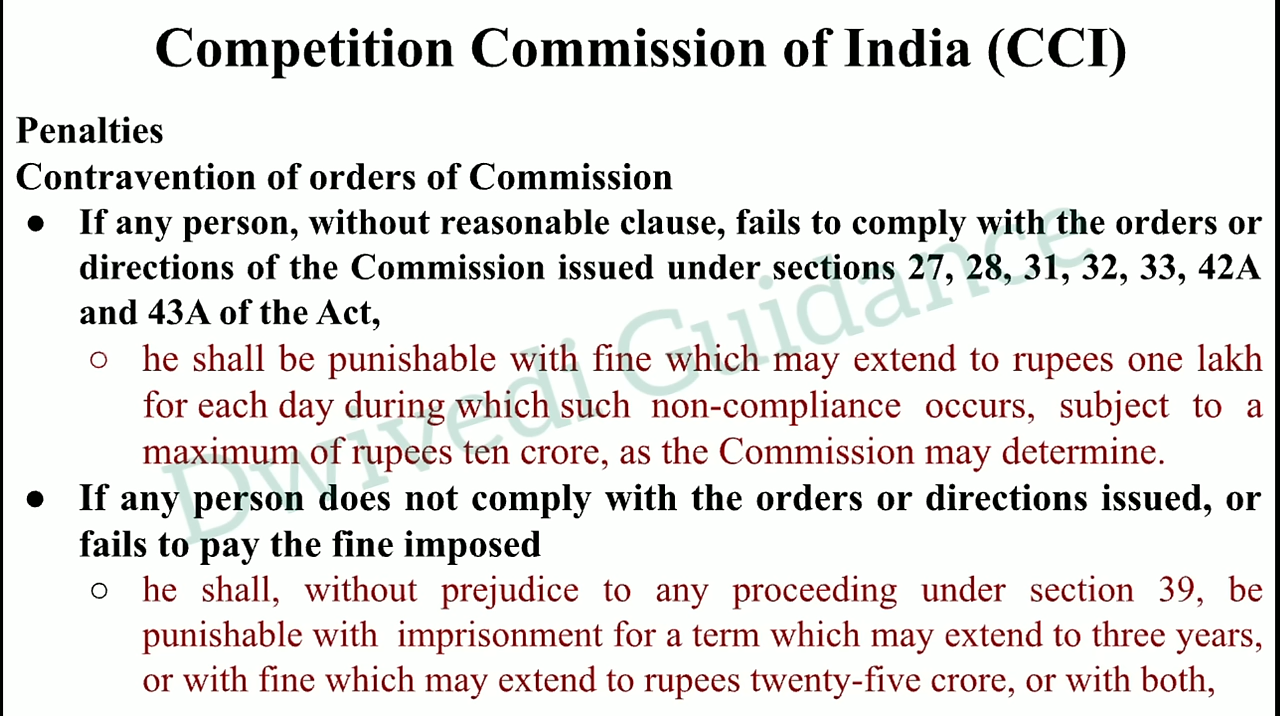 Competition Commission of India (CCI)
Penalties
Contravention of orders of Commission
● If any person, without reasonable clause, fails to comply with the orders or
directions of the Commission issued under sections 27, 28, 31, 32, 33, 42A
and 43A of the Act,
○ he shall be punishable with fine which may extend to rupees one lakh
for each day during which such non-compliance occurs, subject to a
maximum of rupees ten crore, as the Commission may determine.
● If any person does not comply with the orders or directions issued, or
fails to pay the fine imposed
○ he shall, without prejudice to any proceeding under section 39, be
punishable with imprisonment for a term which may extend to three years,
or with fine which may extend to rupees twenty-five crore, or with both,
Dwivedi Guidance